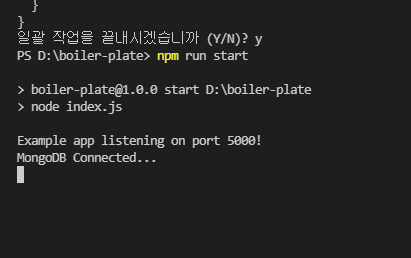 }
}
일괄 작업을 끝내시겠습니까 (Y/N)? y
PS D:\boiler-plate> npm run start
> boiler-plate@1.0.0 start D:\boiler-plate
> node index.js
Example app listening on port 5000!
MongoDB Connected...